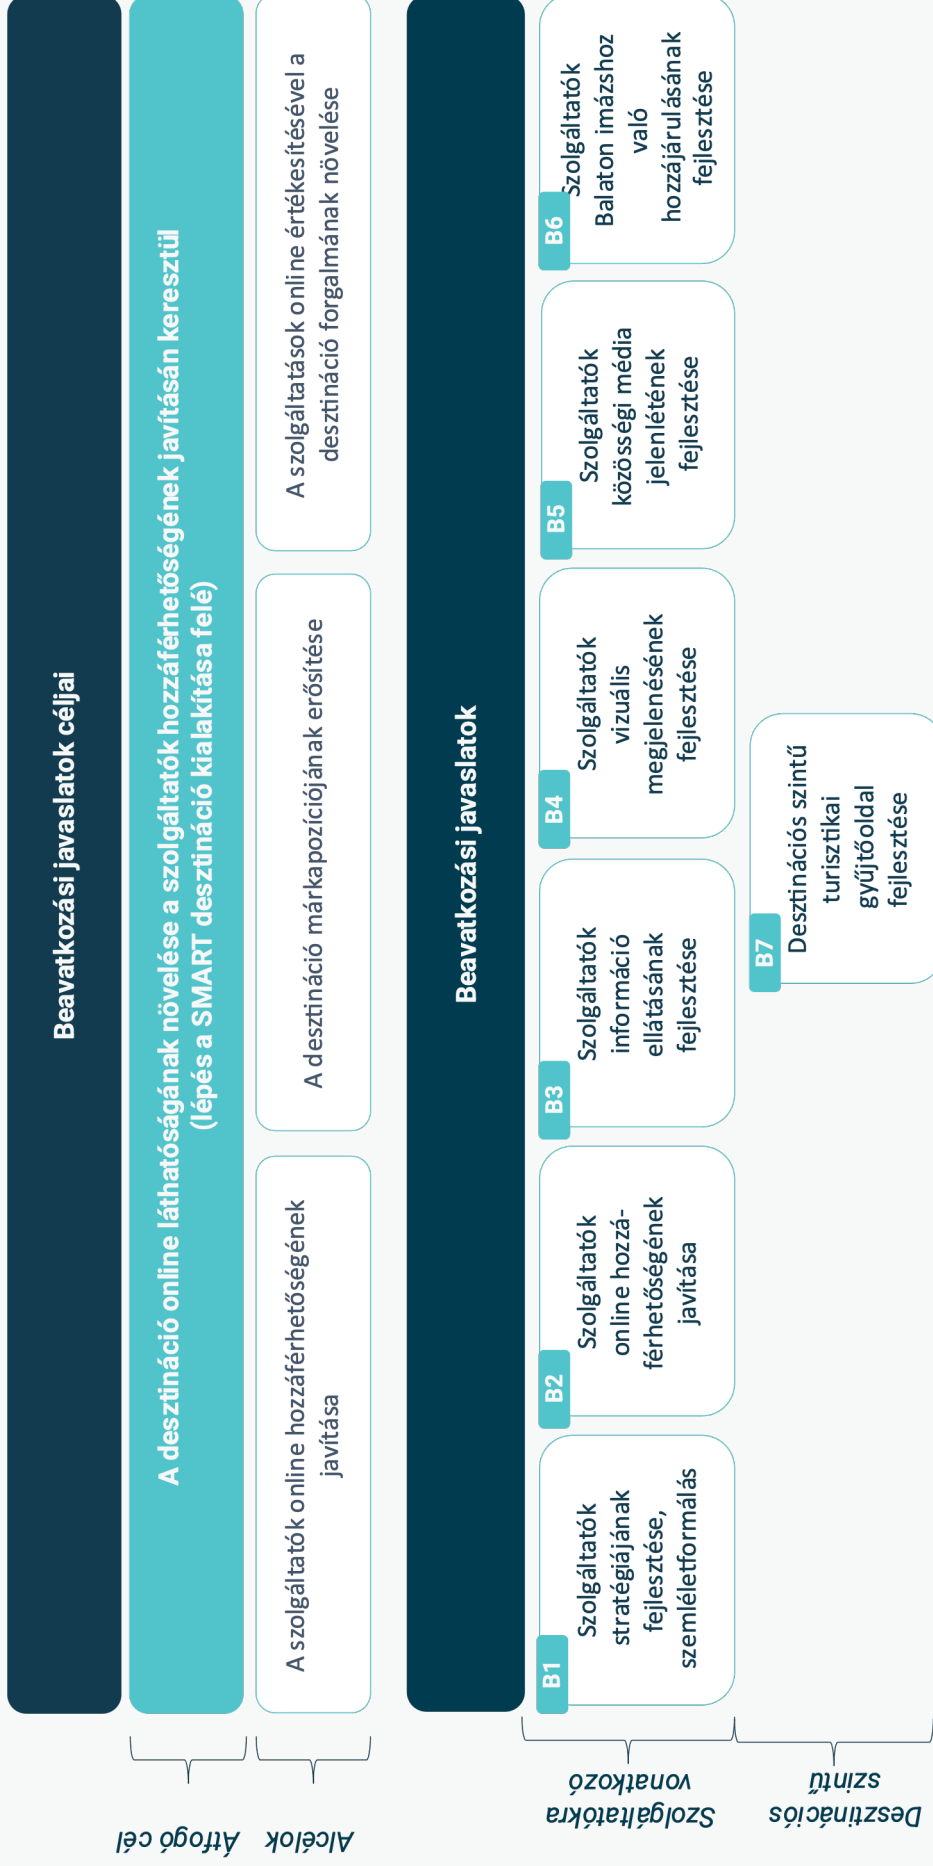 Beavatkozási javaslatok céljai
Átfogó cél
A desztináció online láthatóságának növelése a szolgáltatók hozzáférhetőségének javításán keresztül
(lépés a SMART desztináció kialakítása felé)
Alcélok
A szolgáltatók online hozzáférhetőségének
javítása
A desztináció márkapozíciójának erősítése
A szolgáltatások online értékesítésével a
desztináció forgalmának növelése
Beavatkozási javaslatok
Szolgáltatókra
vonatkozó
B1
Szolgáltatók
stratégiájának
fejlesztése,
szemléletformálás
B2
Szolgáltatók
online hozzá-
férhetőségének
javítása
B3
Szolgáltatók
információ
ellátásának
fejlesztése
B4
Szolgáltatók
vizuális
megjelenésének
fejlesztése
B5
Szolgáltatók
közösségi média
jelenlétének
fejlesztése
B6
Szolgáltatók
Balaton imázshoz
való
hozzájárulásának
fejlesztése
Desztinációs
szintű
B7
Desztinációs szintű
turisztikai
gyűjtőoldal
fejlesztése